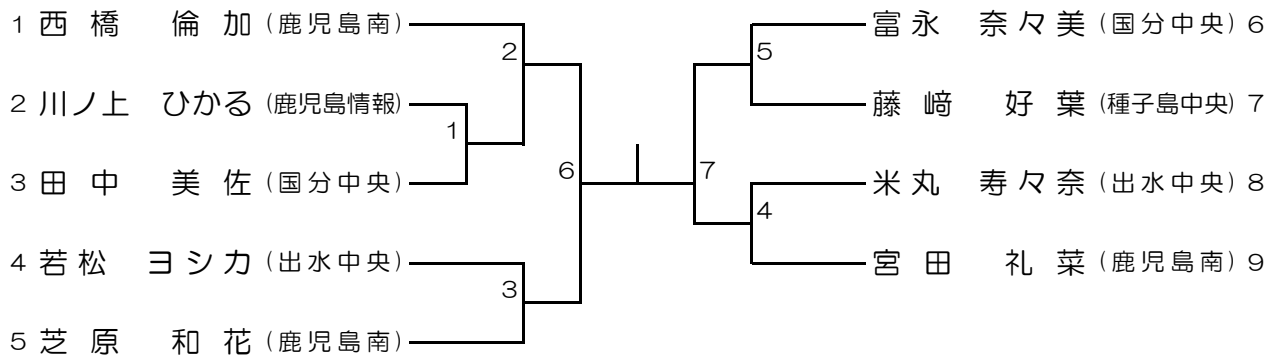 1 西橋 倫加 (鹿児島南)
2 川ノ上 ひかる (鹿児島情報)
3 田中 美佐 (国分中央)
4 若松 ヨシカ (出水中央)
5 芝原 和花 (鹿児島南)
2
1
3
6
7
5
4
富永 奈々美 (国分中央) 6
藤﨑 好葉 (種子島中央) 7
米丸 寿々奈 (出水中央) 8
宮田 礼菜 (鹿児島南) 9